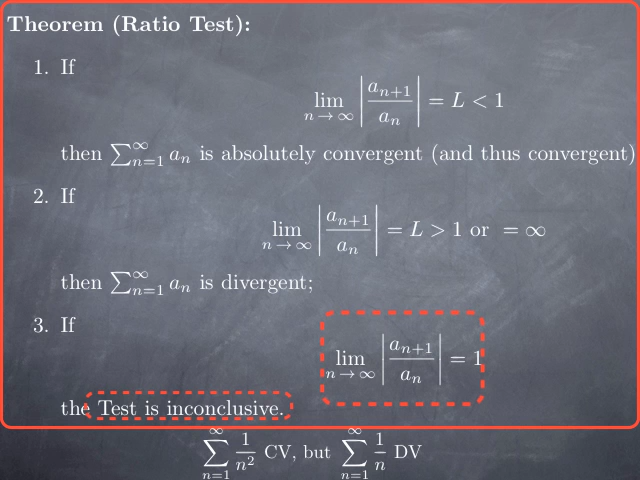 Theorem (Ratio Test):
1. If
lim_{n → ∞} |a_{n+1}/a_n| = L < 1
then ∑_{n=1}^{∞} a_n is absolutely convergent (and thus convergent)
2. If
lim_{n → ∞} |a_{n+1}/a_n| = L > 1 or = ∞
then ∑_{n=1}^{∞} a_n is divergent;
3. If
lim_{n → ∞} |a_{n+1}/a_n| = 1
the Test is inconclusive.
∑_{n=1}^{∞} 1/n² CV, but ∑_{n=1}^{∞} 1/n DV